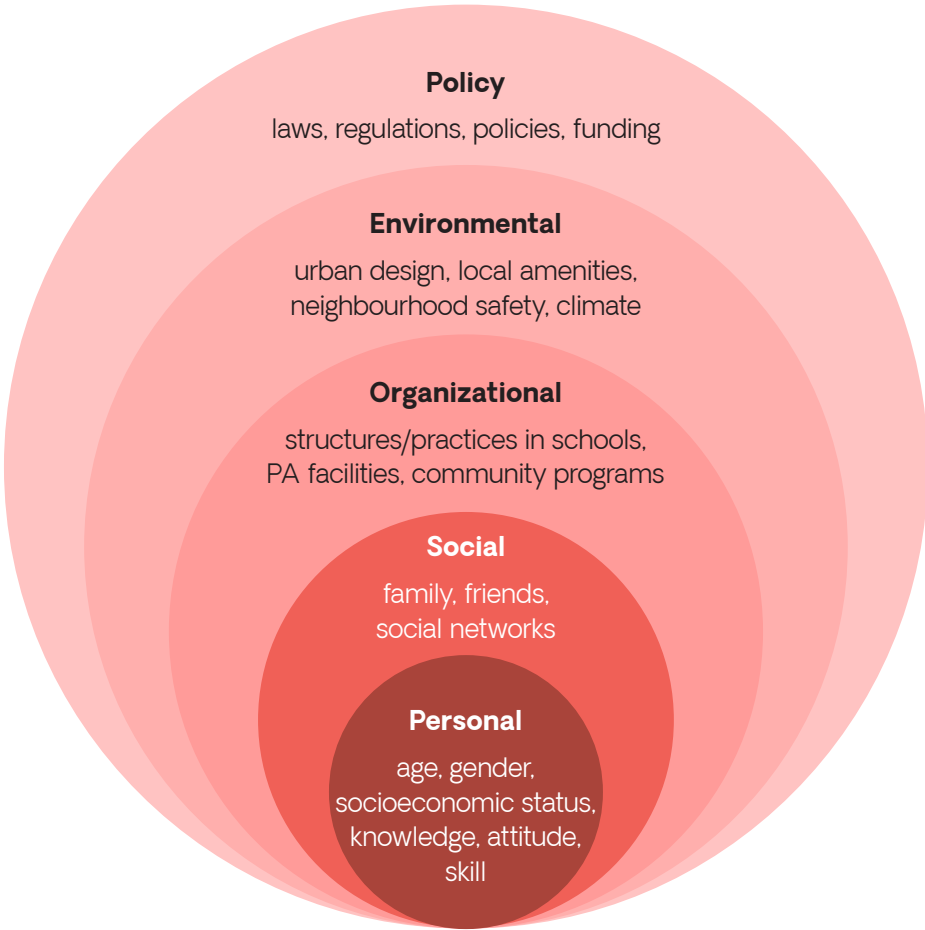 Policy
laws, regulations, policies, funding
Environmental
urban design, local amenities,
neighbourhood safety, climate
Organizational
structures/practices in schools,
PA facilities, community programs
Social
family, friends,
social networks
Personal
age, gender,
socioeconomic status,
knowledge, attitude,
skill